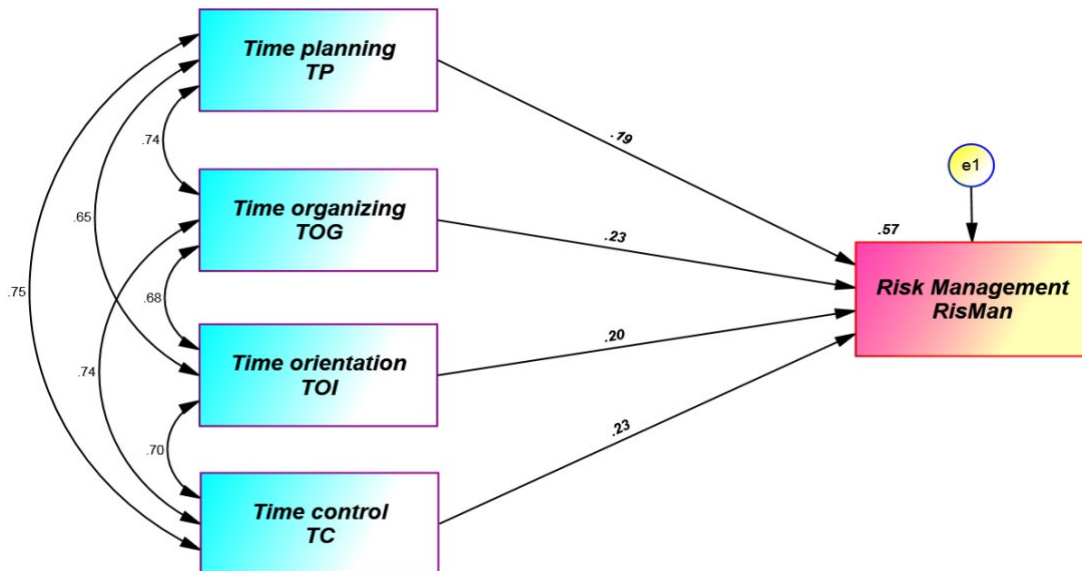 Time planning
TP
.19
.74
e1
Time organizing
TOG
.65
.23
.57
Risk Management
RisMan
.75
.68
.74
Time orientation
TOI
.20
.70
.23
Time control
TC